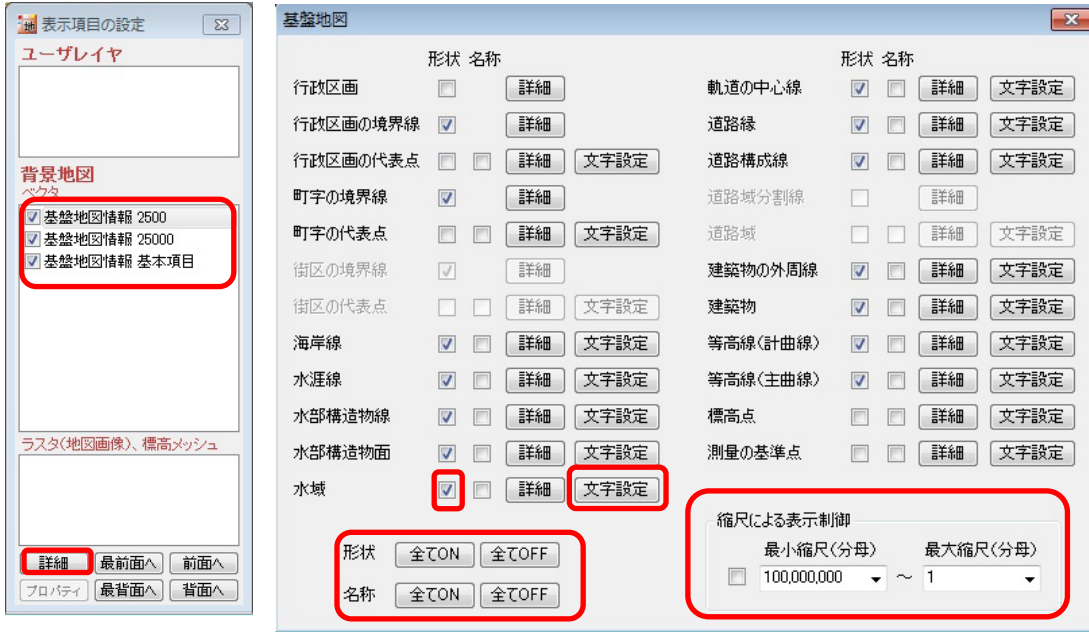 地 表示項目の設定
ユーザレイヤ
背景地図
ベクタ
基盤地図情報 2500
基盤地図情報 25000
基盤地図情報 基本項目
ラスタ(地図画像)、標高メッシュ
詳細 最前面へ 前面へ
プロパティ 最背面へ 背面へ
基盤地図
形状 名称
行政区画 詳細
行政区画の境界線 詳細
行政区画の代表点 詳細 文字設定
町字の境界線 詳細
町字の代表点 詳細 文字設定
街区の境界線 詳細
街区の代表点 詳細 文字設定
海岸線 詳細 文字設定
水涯線 詳細 文字設定
水部構造物線 詳細 文字設定
水部構造物面 詳細 文字設定
水域 詳細 文字設定
形状 全てON 全てOFF
名称 全てON 全てOFF
形状 名称
軌道の中心線 詳細 文字設定
道路縁 詳細 文字設定
道路構成線 詳細 文字設定
道路域分割線 詳細
道路域 詳細 文字設定
建築物の外周線 詳細 文字設定
建築物 詳細 文字設定
等高線(計曲線) 詳細 文字設定
等高線(主曲線) 詳細 文字設定
標高点 詳細 文字設定
測量の基準点 詳細 文字設定
縮尺による表示制御
最小縮尺(分母) 最大縮尺(分母)
100,000,000 ～ 1